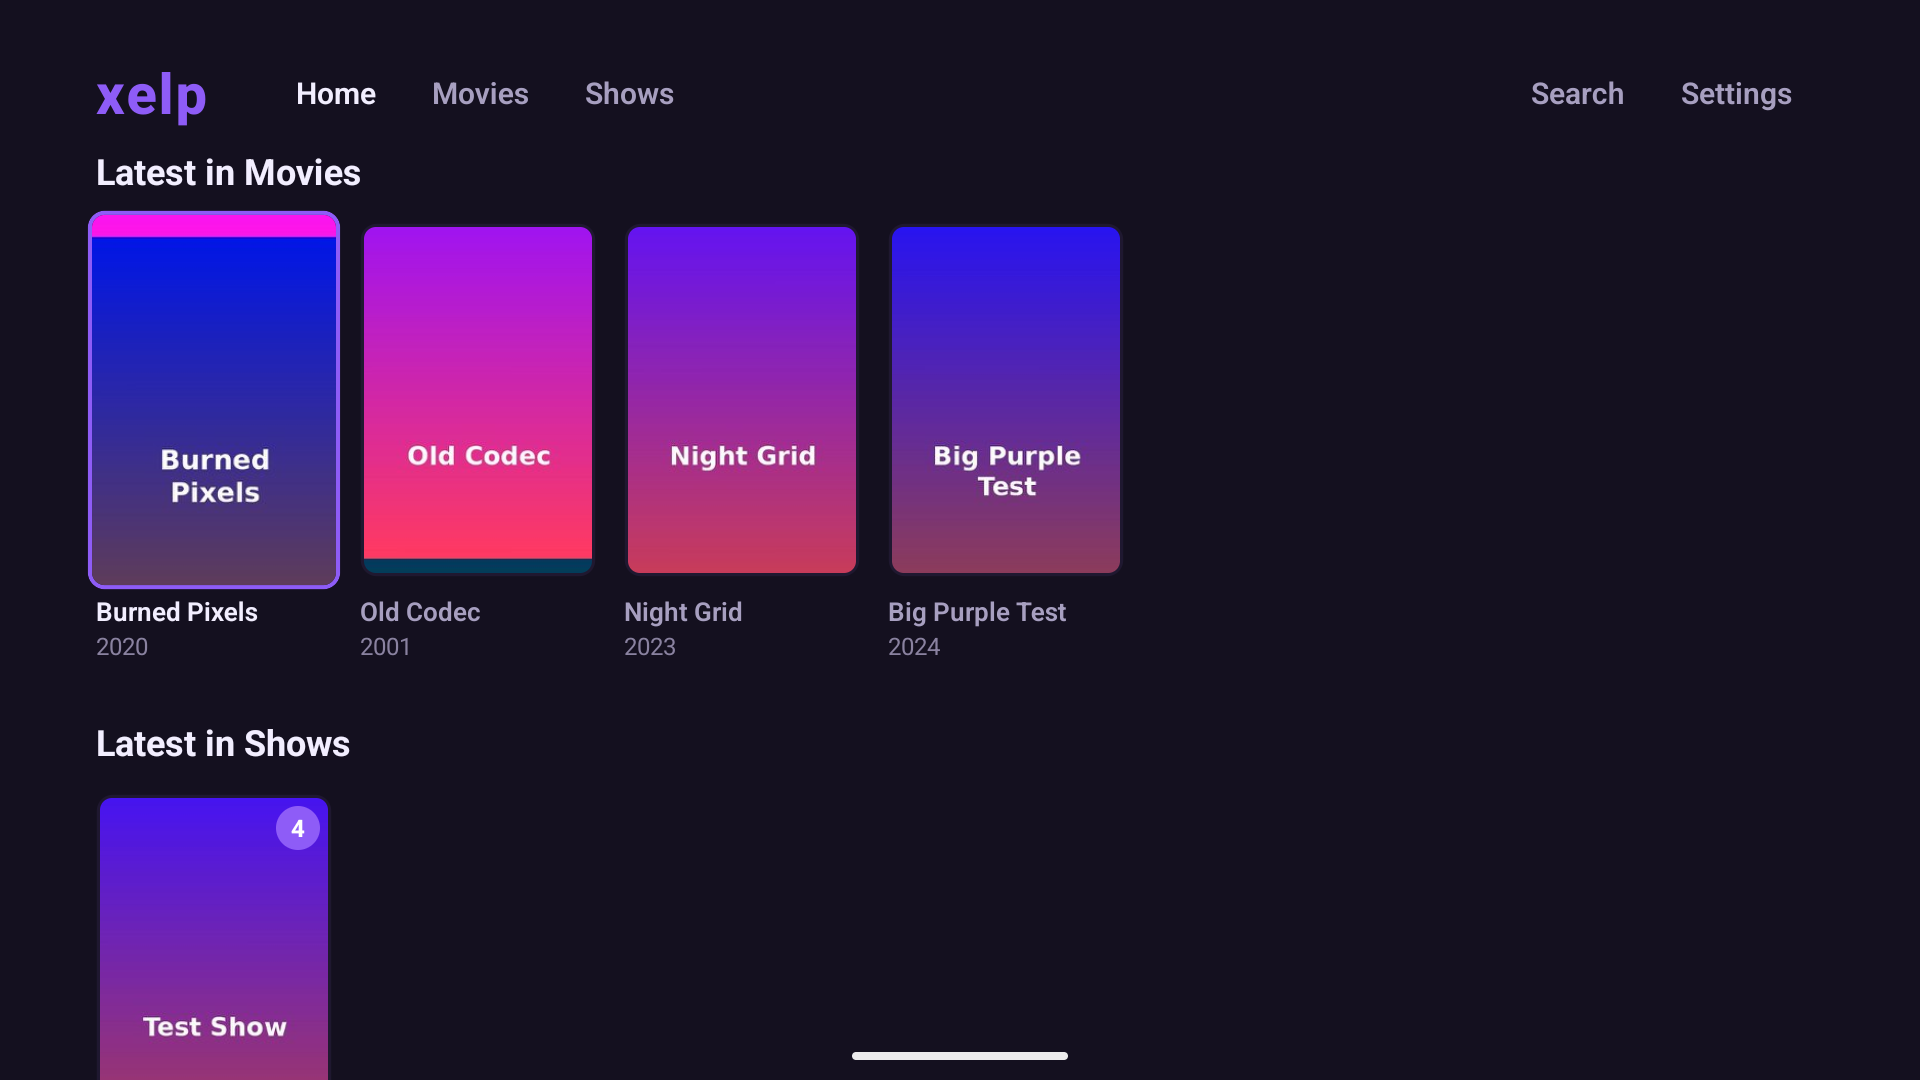 xelp Home Movies Shows Search Settings
Latest in Movies
Burned
Pixels
Old Codec
Night Grid
Big Purple
Test
Burned Pixels
2020
Old Codec
2001
Night Grid
2023
Big Purple Test
2024
Latest in Shows
4
Test Show